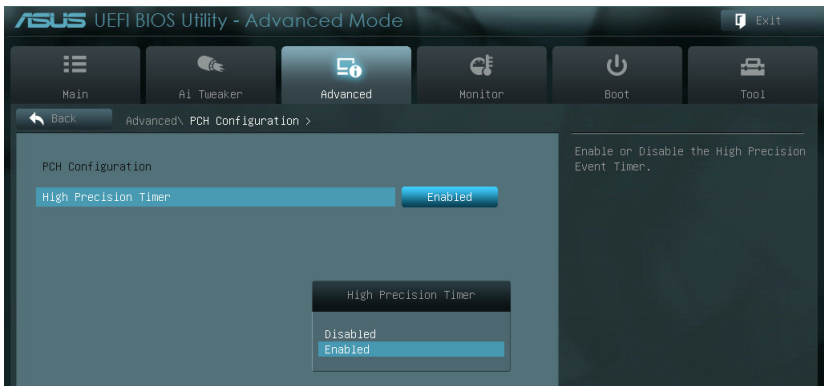 ASUS UEFI BIOS Utility - Advanced Mode
Exit
Main
Ai Tweaker
Advanced
Monitor
Boot
Tool
Back
Advanced\ PCH Configuration >
PCH Configuration
High Precision Timer
Enabled
Enable or Disable the High Precision
Event Timer.
High Precision Timer
Disabled
Enabled